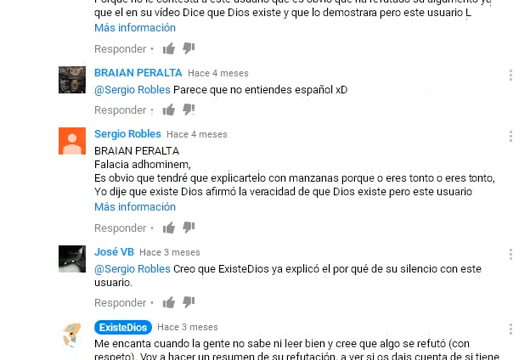 Porque no le contesta a este usuario que es obvio que ha refutado su argumento ya
que el en su vídeo Dice que Dios existe y que lo demostrara pero este usuario L
Más información
Responder •
BRAIAN PERALTA Hace 4 meses
@Sergio Robles Parece que no entiendes español xD
Responder •
Sergio Robles Hace 4 meses
BRAIAN PERALTA
Falacia adhominem,
Es obvio que tendré que explicartelo con manzanas porque o eres tonto o eres tonto,
Yo dije que existe Dios afirmó la veracidad de que Dios existe pero este usuario
Más información
Responder •
José VB Hace 3 meses
@Sergio Robles Creo que ExisteDios ya explicó el por qué de su silencio con este
usuario.
Responder •
ExisteDios Hace 3 meses
Me encanta cuando la gente no sabe ni leer bien y cree que algo se refutó (con
respeto). Voy a hacer un resumen de su refutación, a ver si os dais cuenta de si tiene